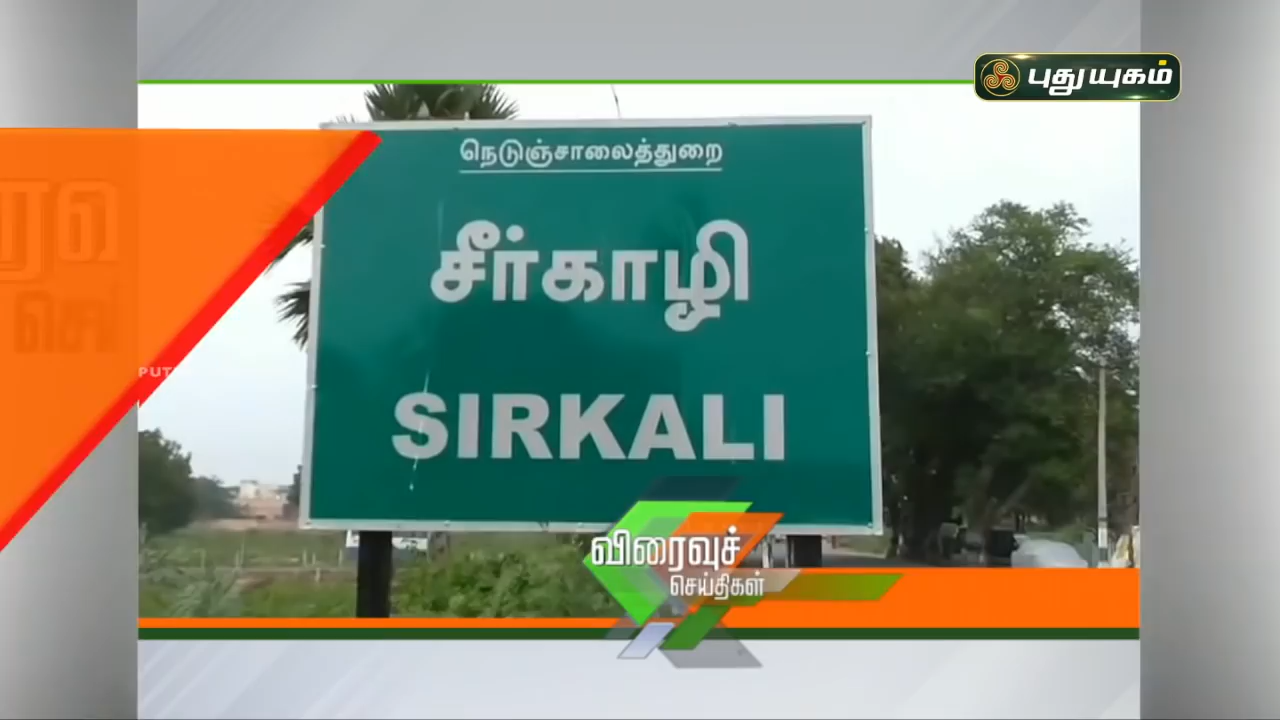 புதுயுகம்
நெடுஞ்சாலைத்துறை
சீர்காழி
SIRKALI
விரைவுச்
செய்திகள்